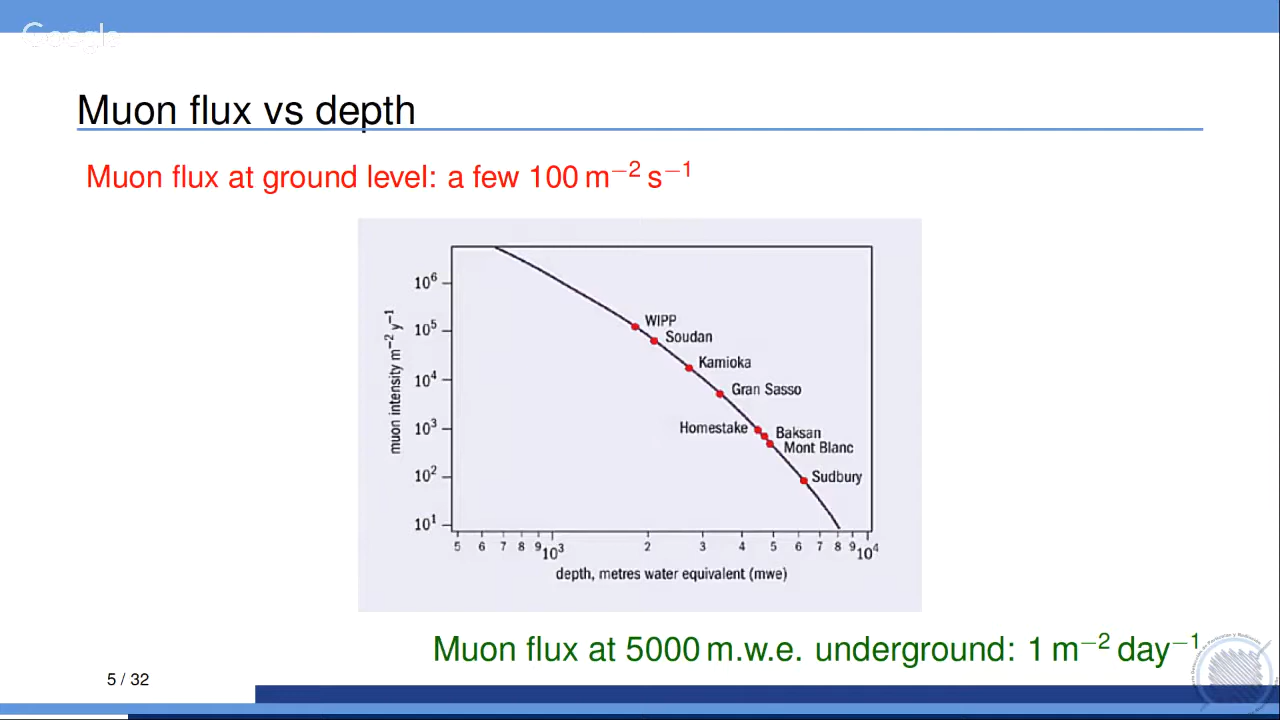 Google
Muon flux vs depth
Muon flux at ground level: a few 100 m⁻² s⁻¹
muon intensity m⁻² y⁻¹
10⁶
10⁵
10⁴
10³
10²
10¹
WIPP
Soudan
Kamioka
Gran Sasso
Homestake
Baksan
Mont Blanc
Sudbury
5 6 7 8 9 10³ 2 3 4 5 6 7 8 9 10⁴
depth, metres water equivalent (mwe)
Muon flux at 5000 m.w.e. underground: 1 m⁻² day⁻¹
5 / 32